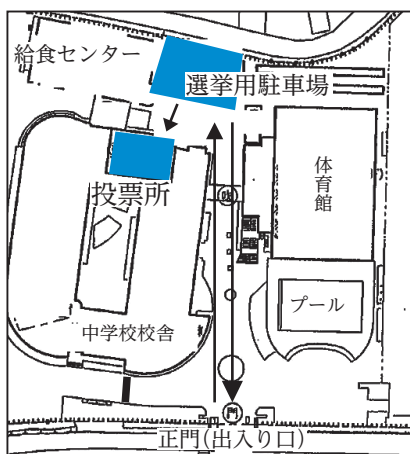 給食センター
選挙用駐車場
投票所
体育館
プール
中学校校舎
門
正門(出入り口)